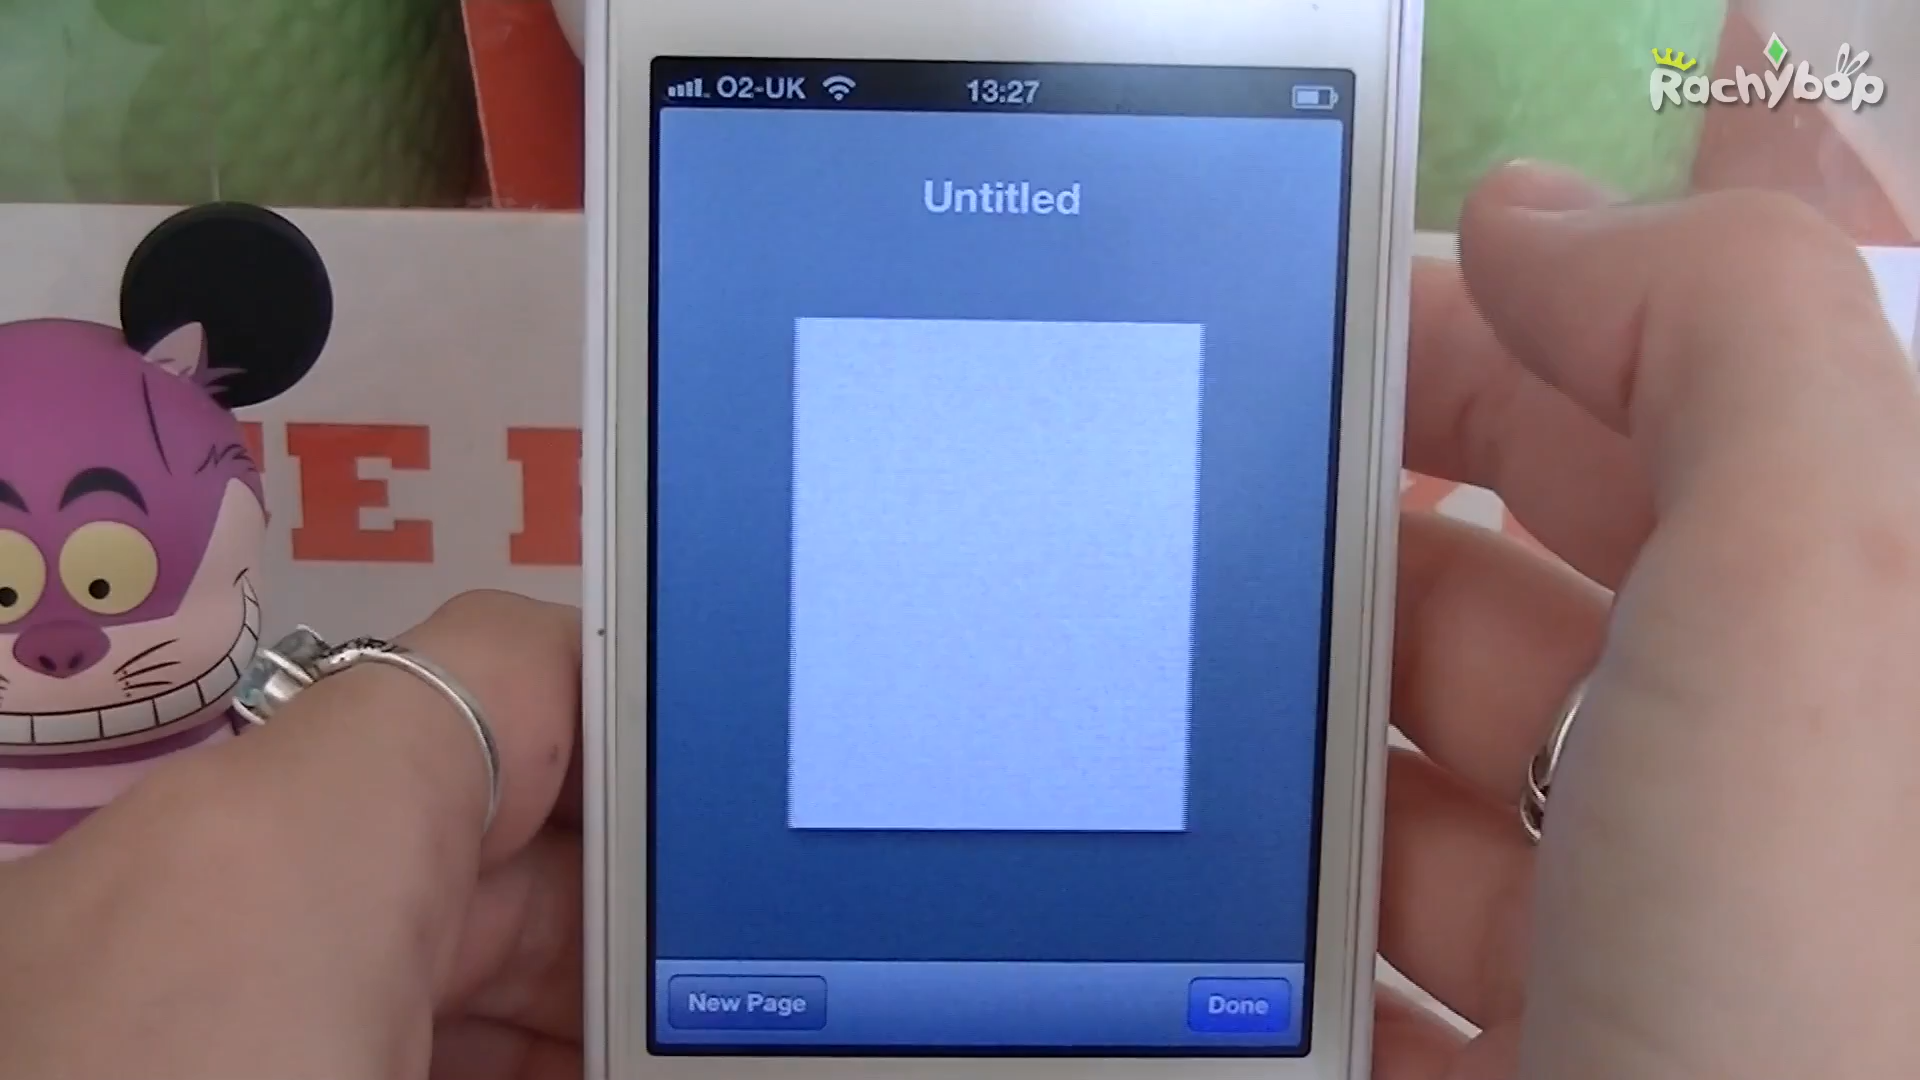 Rachybop
O2-UK 13:27
Untitled
E
New Page
Done